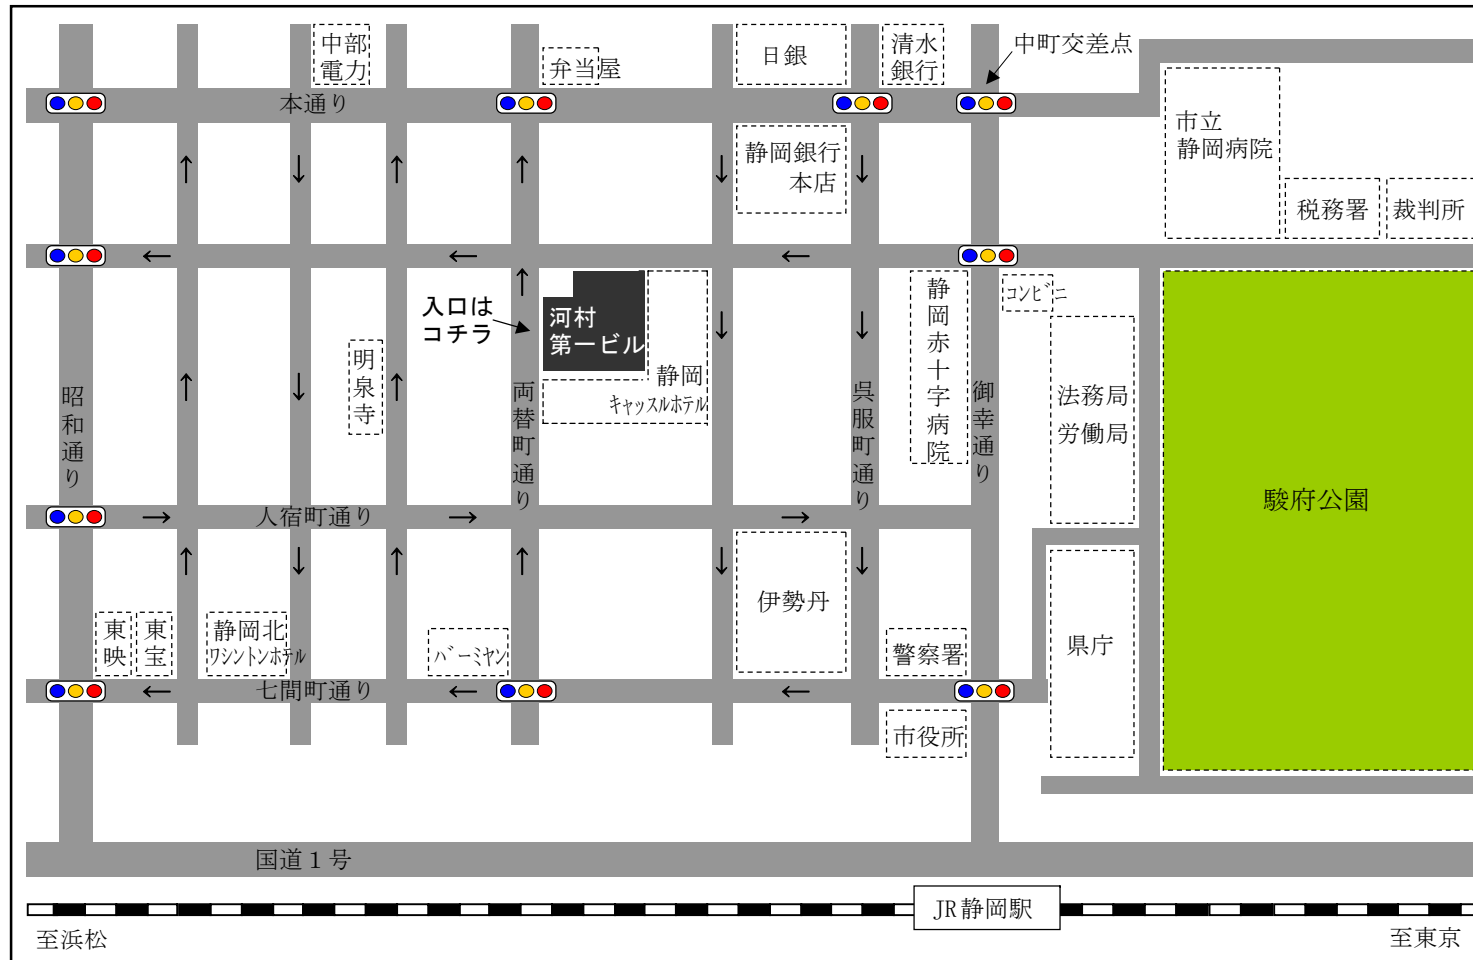 中部
電力
弁当屋
日銀
清水
銀行
中町交差点
本通り
静岡銀行
本店
市立
静岡病院
税務署
裁判所
入口は
コチラ
河村
第一ビル
静岡
キャッスルホテル
静岡赤十字病院
コンビニ
明泉寺
昭和通り
両替町通り
呉服町通り
御幸通り
法務局
労働局
駿府公園
人宿町通り
伊勢丹
東映
東宝
静岡北
ワシントンホテル
バーミヤン
警察署
県庁
七間町通り
市役所
国道1号
JR静岡駅
至浜松
至東京